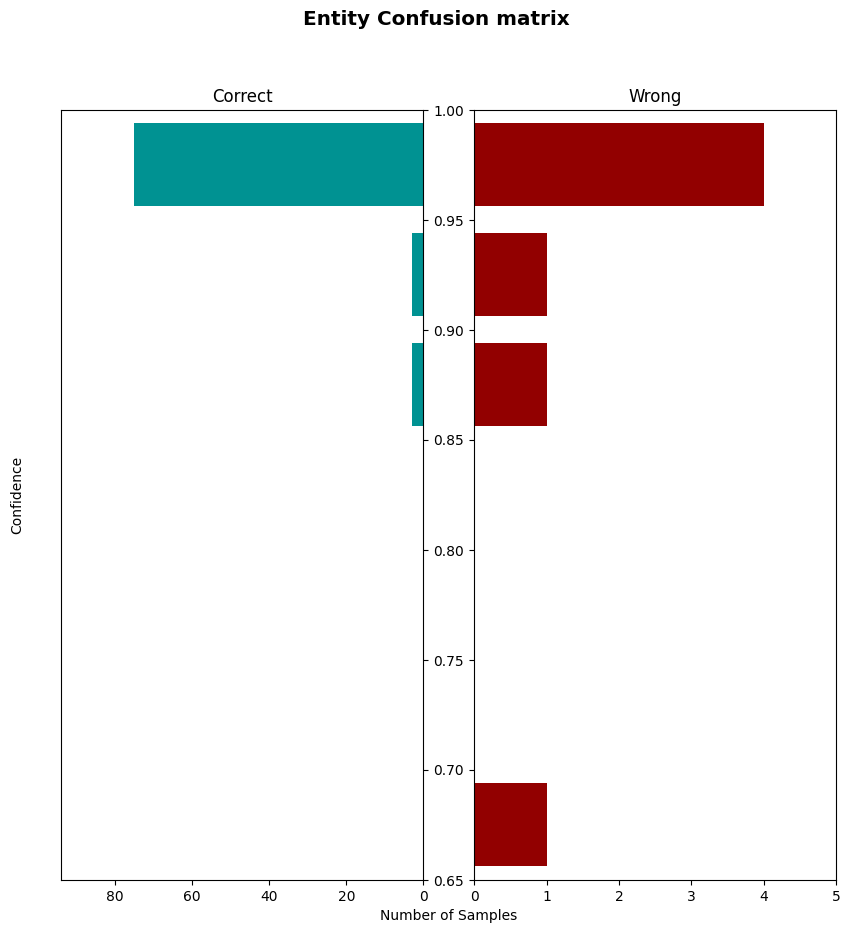 Entity Confusion matrix
Correct
Wrong
1.00
0.95
0.90
0.85
0.80
0.75
0.70
0.65
Confidence
80 60 40 20 0
0 1 2 3 4 5
Number of Samples